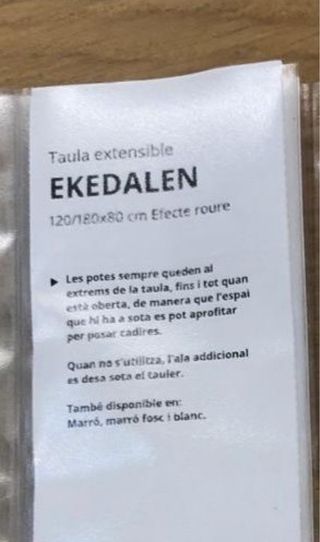 Taula extensible
EKEDALEN
120/180x80 cm Efecte roure
▶ Les potes sempre queden al
extrems de la taula, fins i tot quan
està oberta, de manera que l'espai
que hi ha a sota es pot aprofitar
per posar cadires.
Quan no s'utilitza, l'ala addicional
es desa sota el tauler.
També disponible en:
Marró, marró fosc i blanc.